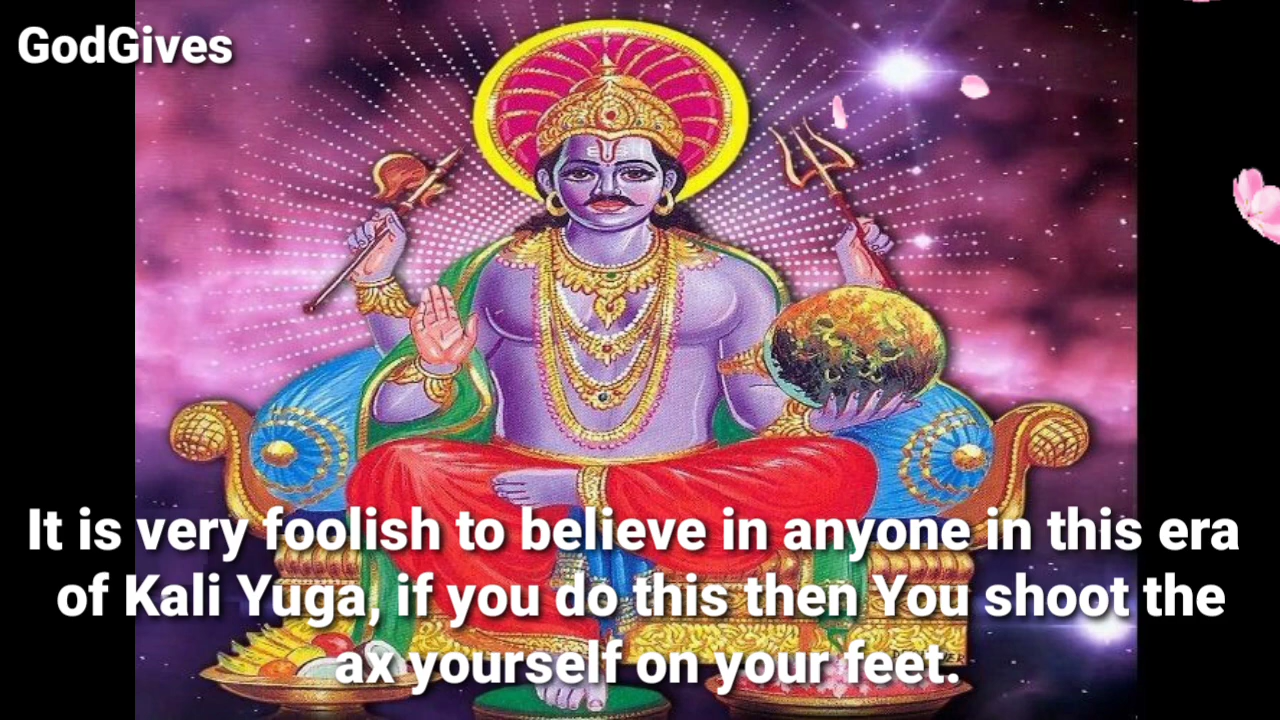 GodGives
It is very foolish to believe in anyone in this era
of Kali Yuga, if you do this then You shoot the
ax yourself on your feet.